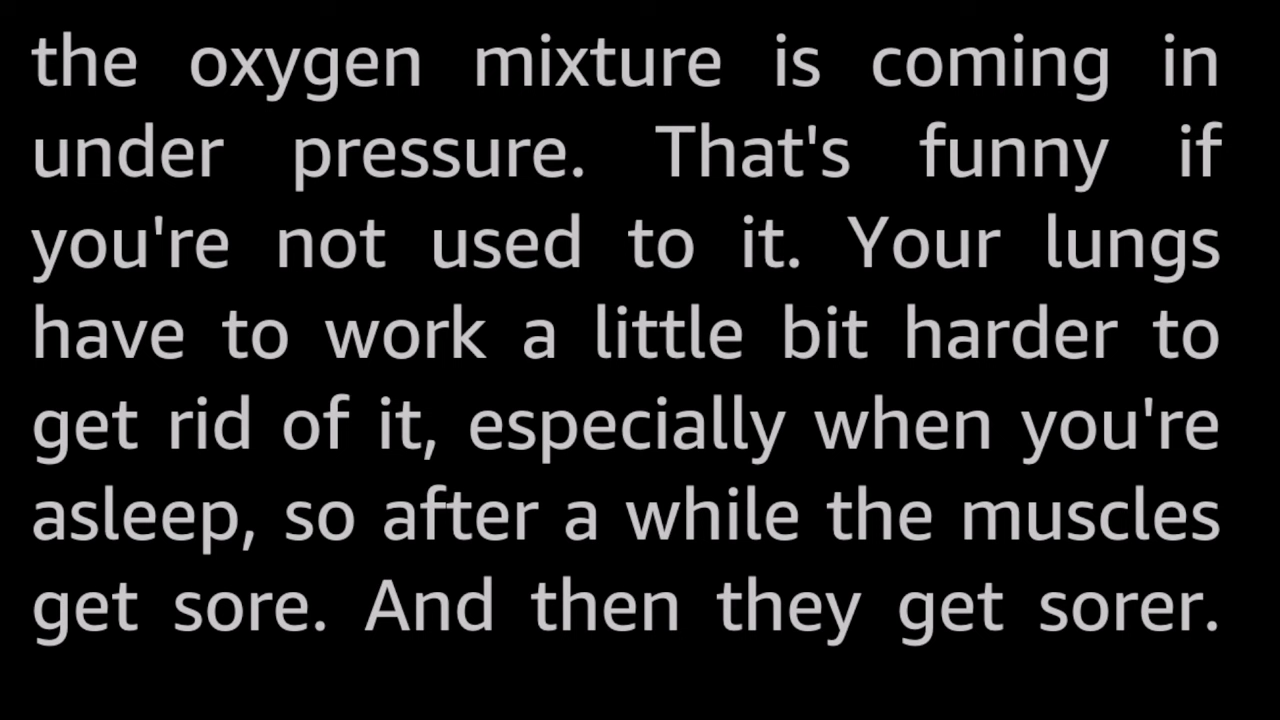 the oxygen mixture is coming in
under pressure. That's funny if
you're not used to it. Your lungs
have to work a little bit harder to
get rid of it, especially when you're
asleep, so after a while the muscles
get sore. And then they get sorer.